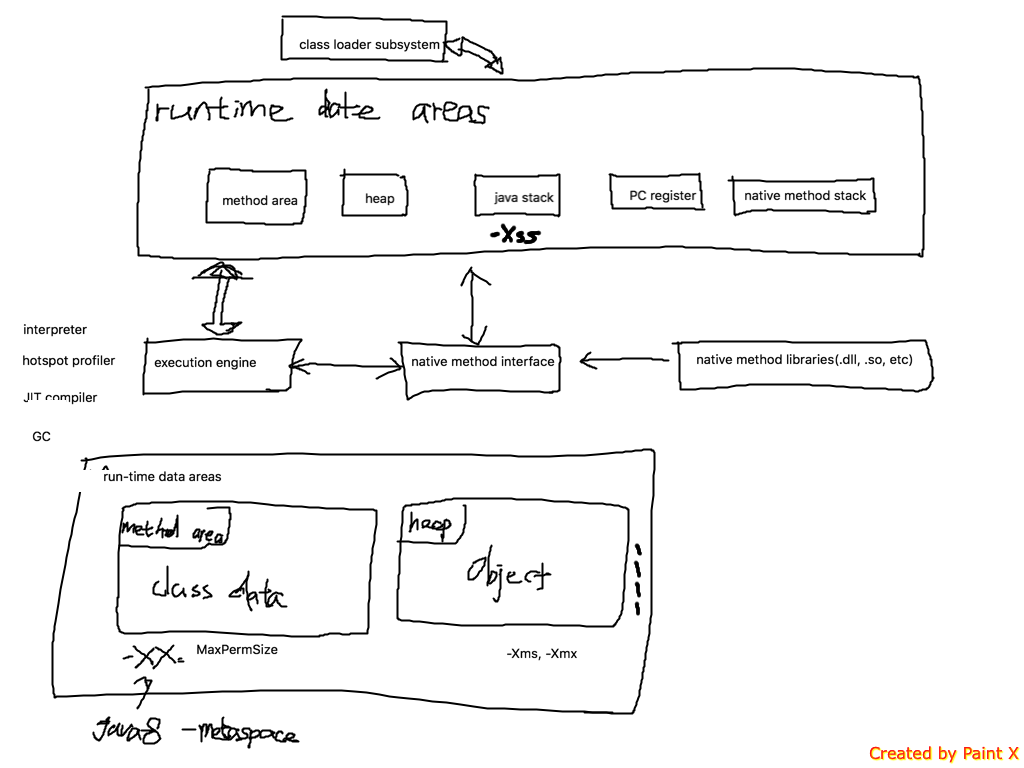 class loader subsystem
runtime date areas
method area
heap
java stack
PC register
native method stack
-Xss
interpreter
hotspot profiler
execution engine
native method interface
native method libraries(.dll, .so, etc)
JIT compiler
GC
run-time data areas
method area
heap
class data
Object
-XX:
MaxPermSize
-Xms, -Xmx
Java8 -metaspace
Created by Paint X